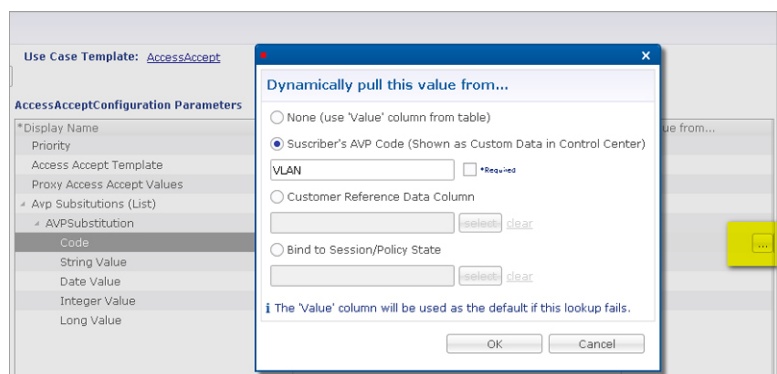 Use Case Template: AccessAccept
x
Dynamically pull this value from...
AccessAcceptConfiguration Parameters
None (use 'Value' column from table)
*Display Name
ue from...
Priority
Suscriber's AVP Code (Shown as Custom Data in Control Center)
Access Accept Template
VLAN *Required
Proxy Access Accept Values
Customer Reference Data Column
Avp Subsitutions (List)
select clear
AVPSubstitution
Code
...
Bind to Session/Policy State
String Value
select clear
Date Value
Integer Value
i The 'Value' column will be used as the default if this lookup fails.
Long Value
OK Cancel